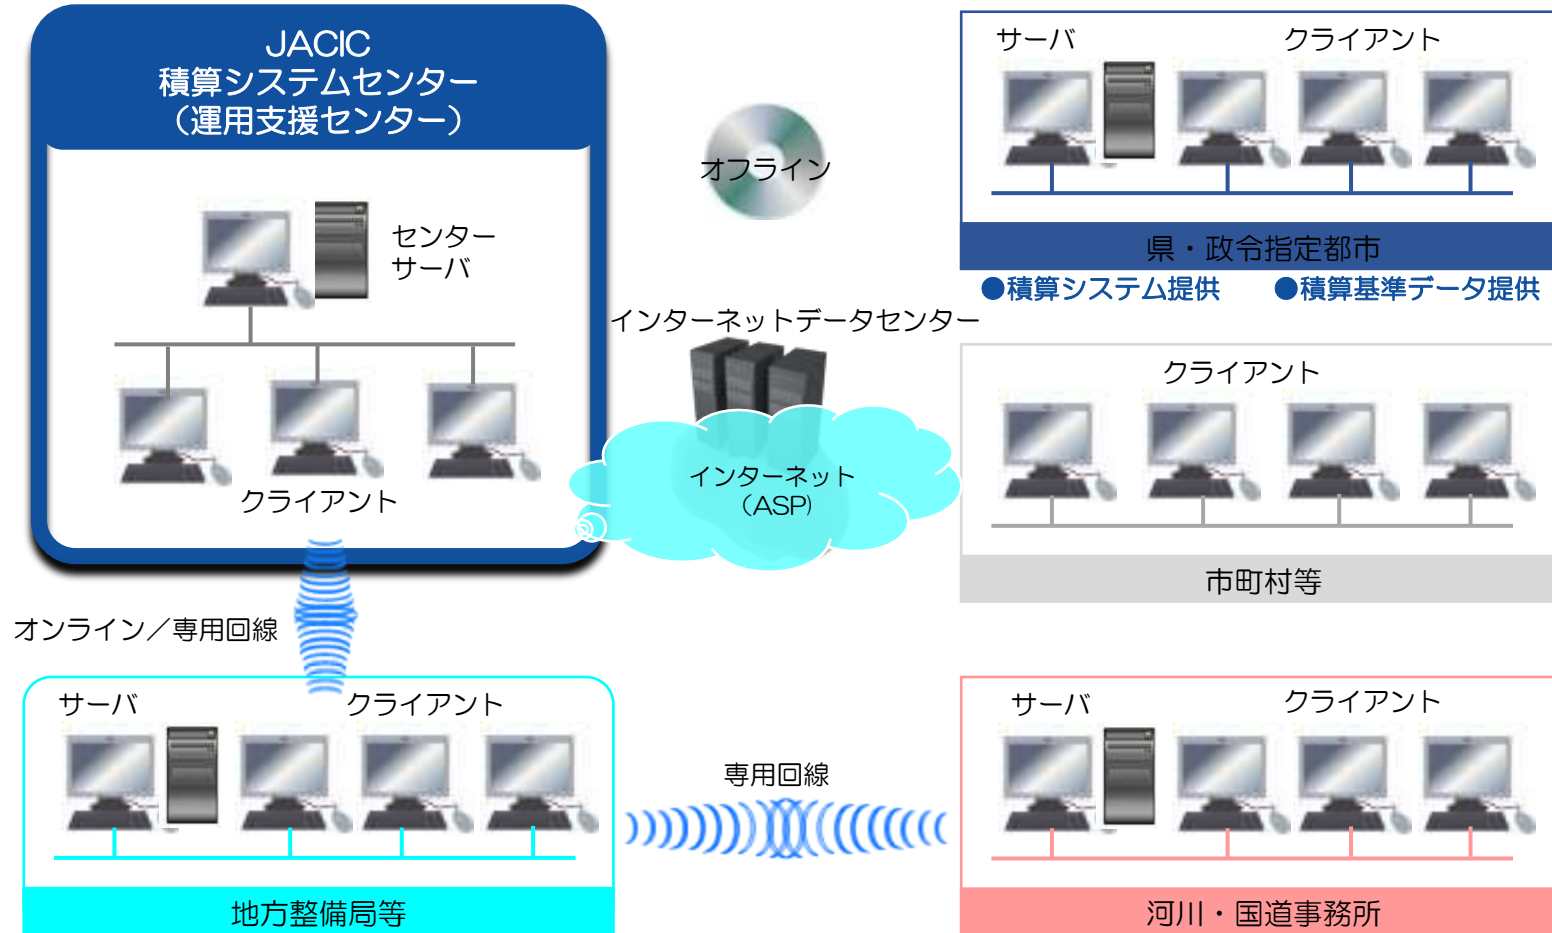 JACIC
積算システムセンター
（運用支援センター）
センター
サーバ
クライアント
オフライン
サーバ
クライアント
県・政令指定都市
●積算システム提供
●積算基準データ提供
インターネットデータセンター
インターネット
（ASP）
クライアント
市町村等
オンライン／専用回線
サーバ
クライアント
地方整備局等
専用回線
サーバ
クライアント
河川・国道事務所